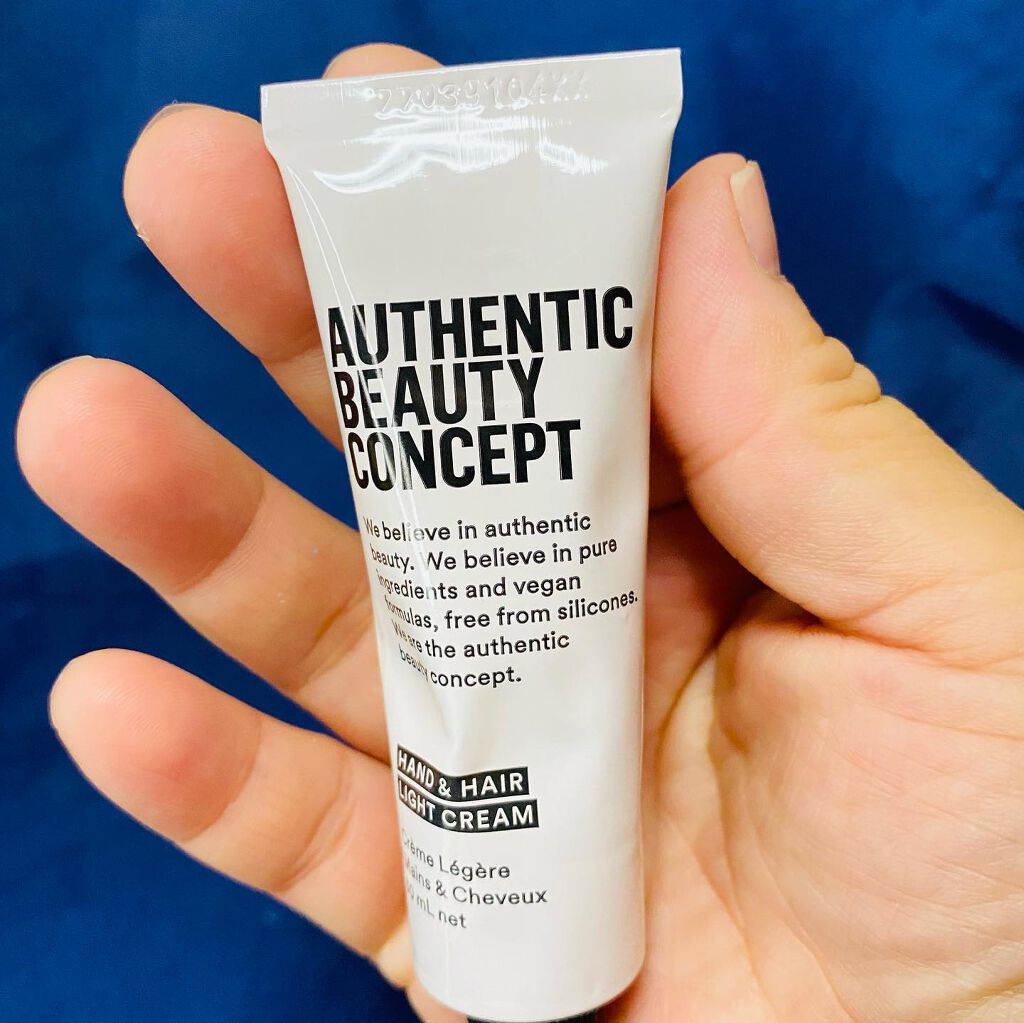 AUTHENTIC
BEAUTY
CONCEPT
We believe in authentic
beauty. We believe in pure
ingredients and vegan
formulas, free from silicones.
We are the authentic
beauty concept.
HAND & HAIR
LIGHT CREAM
Crème Légère
Mains & Cheveux
mL net